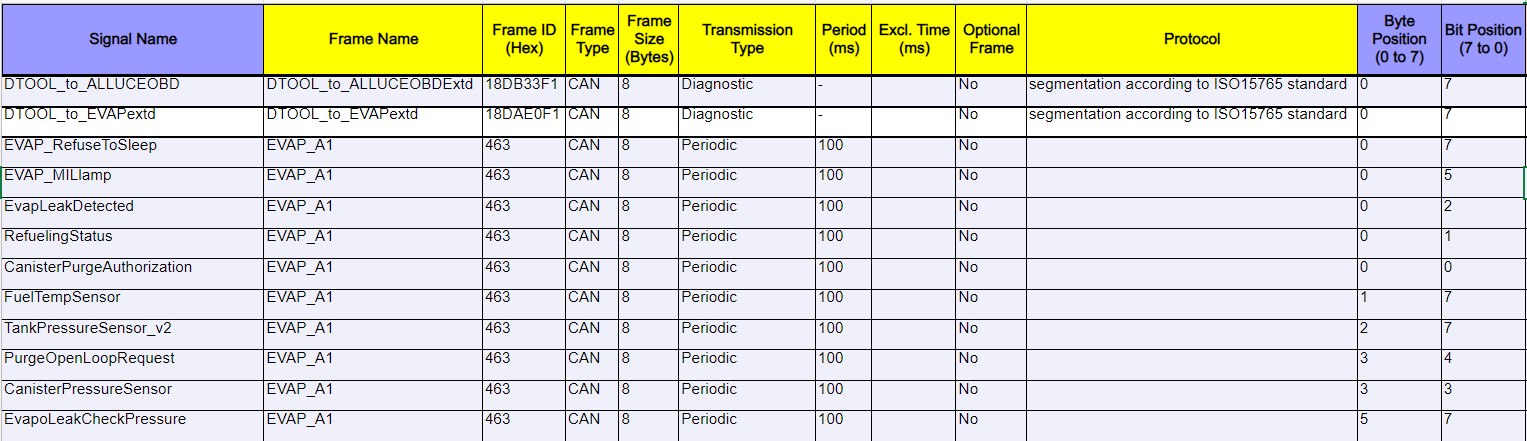 Signal Name Frame Name Frame ID (Hex) Frame Type Frame Size (Bytes) Transmission Type Period (ms) Excl. Time (ms) Optional Frame Protocol Byte Position (0 to 7) Bit Position (7 to 0)
DTOOL_to_ALLUCEOBD DTOOL_to_ALLUCEOBDExtd 18DB33F1 CAN 8 Diagnostic - No segmentation according to ISO15765 standard 0 7
DTOOL_to_EVAPextd DTOOL_to_EVAPextd 18DAE0F1 CAN 8 Diagnostic - No segmentation according to ISO15765 standard 0 7
EVAP_RefuseToSleep EVAP_A1 463 CAN 8 Periodic 100 No 0 7
EVAP_MILlamp EVAP_A1 463 CAN 8 Periodic 100 No 0 5
EvapLeakDetected EVAP_A1 463 CAN 8 Periodic 100 No 0 2
RefuelingStatus EVAP_A1 463 CAN 8 Periodic 100 No 0 1
CanisterPurgeAuthorization EVAP_A1 463 CAN 8 Periodic 100 No 0 0
FuelTempSensor EVAP_A1 463 CAN 8 Periodic 100 No 1 7
TankPressureSensor_v2 EVAP_A1 463 CAN 8 Periodic 100 No 2 7
PurgeOpenLoopRequest EVAP_A1 463 CAN 8 Periodic 100 No 3 4
CanisterPressureSensor EVAP_A1 463 CAN 8 Periodic 100 No 3 3
EvapoLeakCheckPressure EVAP_A1 463 CAN 8 Periodic 100 No 5 7